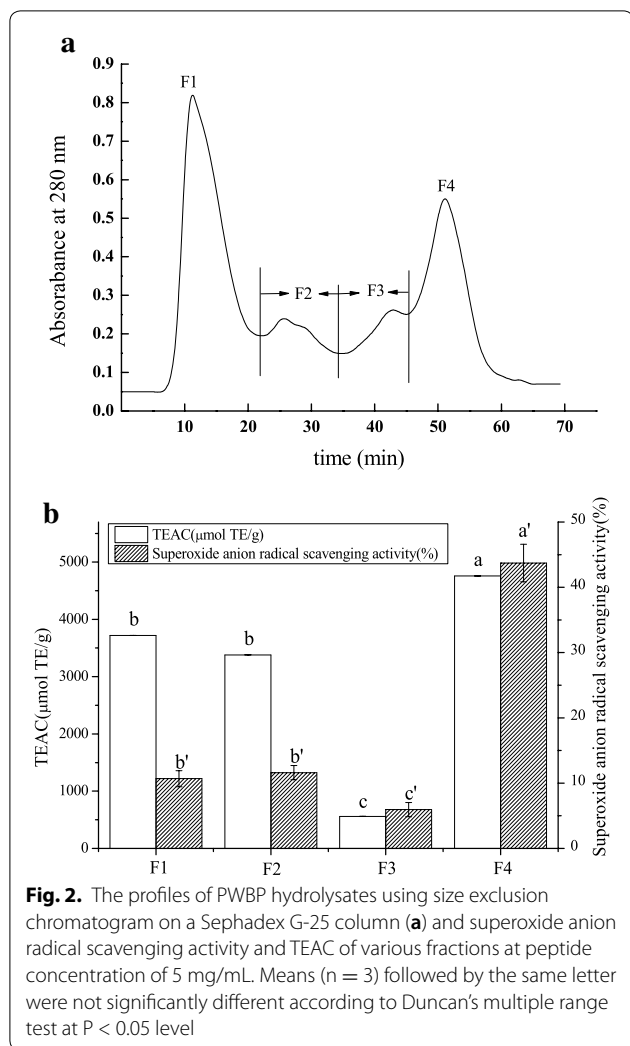 a
0.9
F1
0.8
0.7
F4
0.6
0.5
0.4
F2
F3
0.3
0.2
0.1
0.0
Absorabance at 280 nm
10 20 30 40 50 60 70
time (min)
b
TEAC(μmol TE/g)
Superoxide anion radical scavenging activity(%)
5000
4000
3000
2000
1000
0
TEAC(μmol TE/g)
b b' b b' c c' a a'
50
40
30
20
10
0
Superoxide anion radical scavenging activity(%)
F1 F2 F3 F4
Fig. 2. The profiles of PWBP hydrolysates using size exclusion
chromatogram on a Sephadex G-25 column (a) and superoxide anion
radical scavenging activity and TEAC of various fractions at peptide
concentration of 5 mg/mL. Means (n = 3) followed by the same letter
were not significantly different according to Duncan's multiple range
test at P < 0.05 level